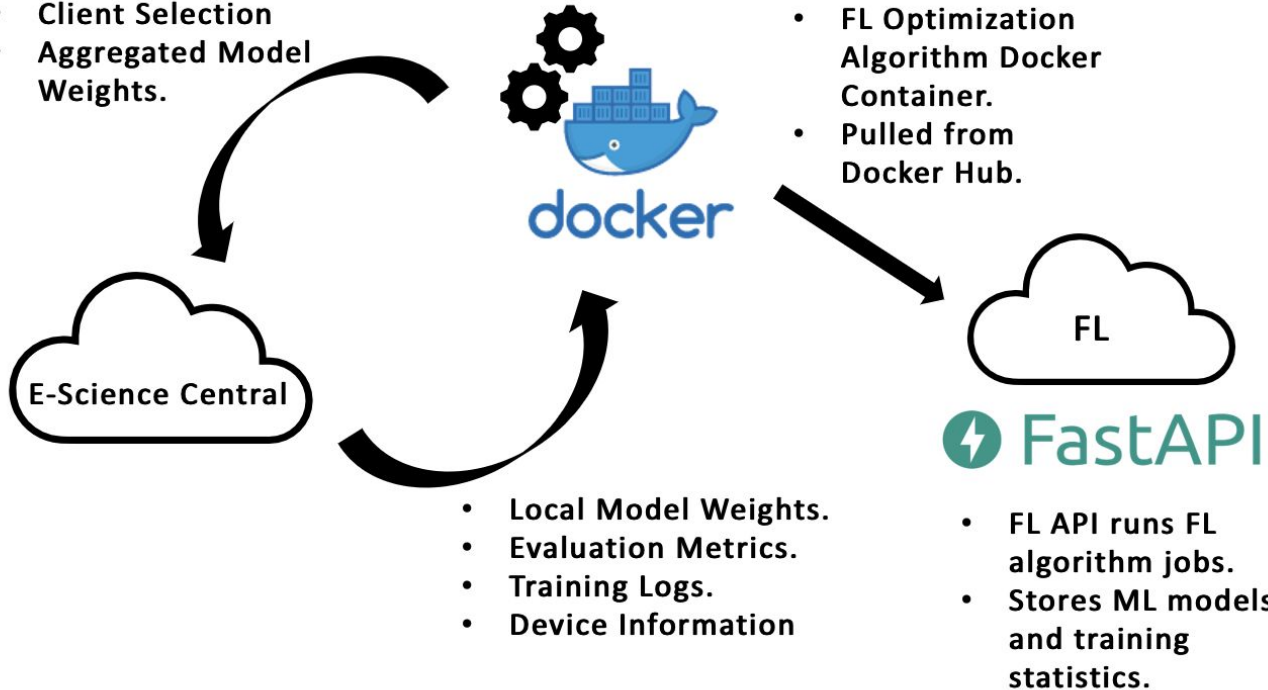 Client Selection
Aggregated Model
Weights.
• FL Optimization
Algorithm Docker
Container.
• Pulled from
Docker Hub.
docker
E-Science Central
FL
FastAPI
• Local Model Weights.
• Evaluation Metrics.
• Training Logs.
• Device Information
• FL API runs FL
algorithm jobs.
• Stores ML models
and training
statistics.